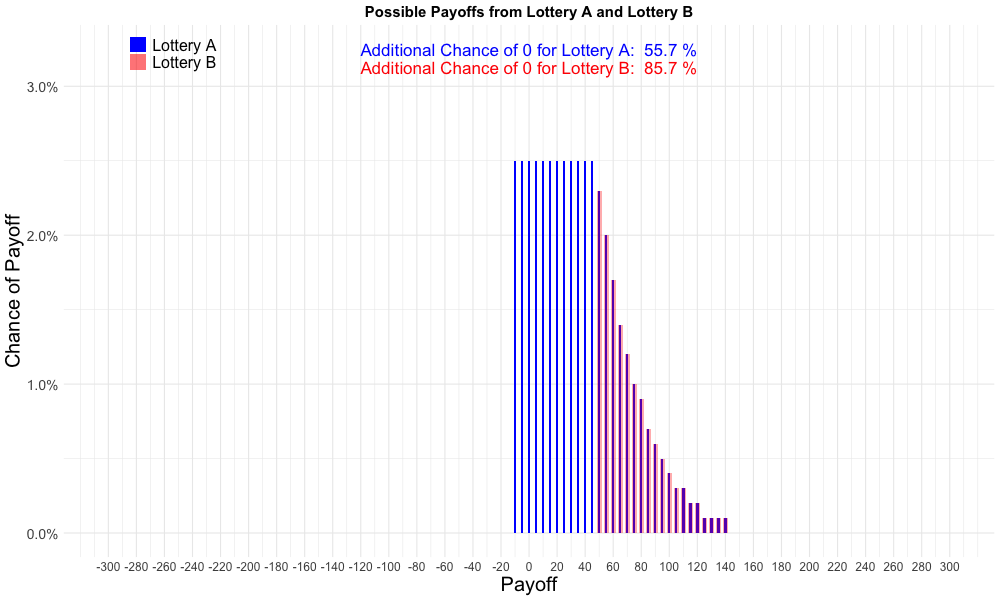 Possible Payoffs from Lottery A and Lottery B
Lottery A
Lottery B
Additional Chance of 0 for Lottery A: 55.7 %
Additional Chance of 0 for Lottery B: 85.7 %
Chance of Payoff
3.0%
2.0%
1.0%
0.0%
-300 -280 -260 -240 -220 -200 -180 -160 -140 -120 -100 -80 -60 -40 -20 0 20 40 60 80 100 120 140 160 180 200 220 240 260 280 300
Payoff